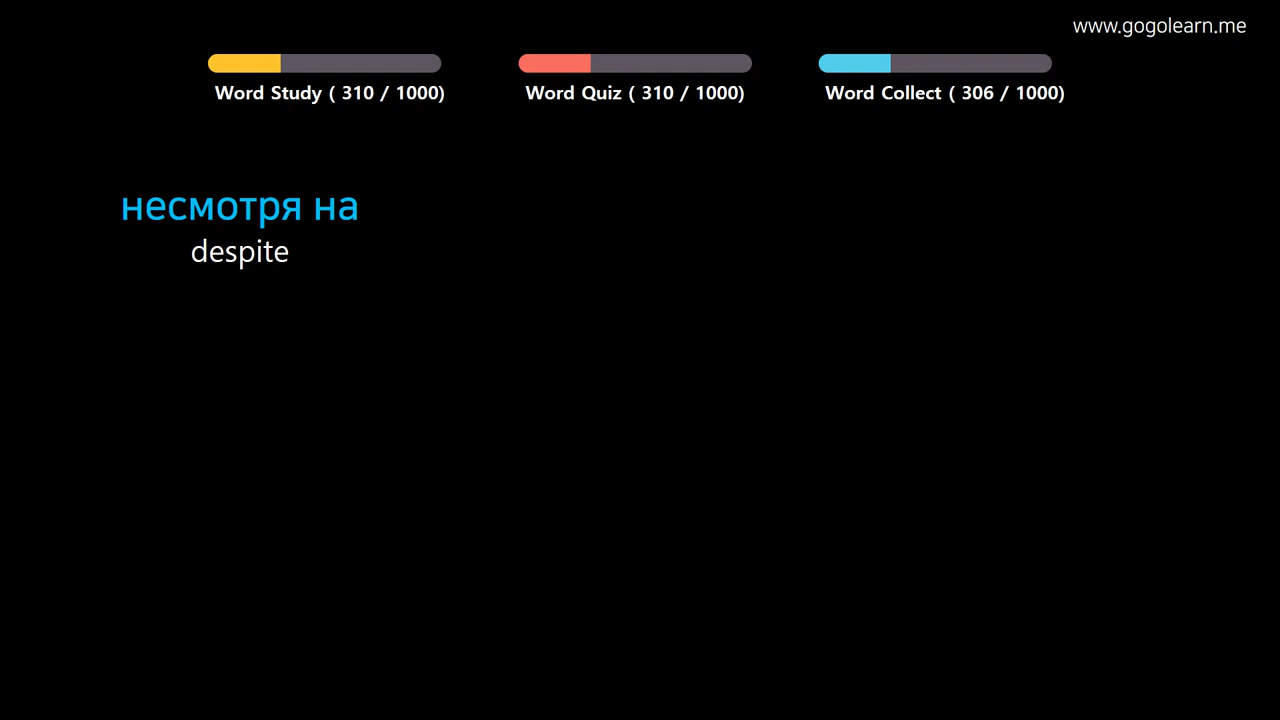 www.gogolearn.me
Word Study ( 310 / 1000)
Word Quiz ( 310 / 1000)
Word Collect ( 306 / 1000)
несмотря на
despite